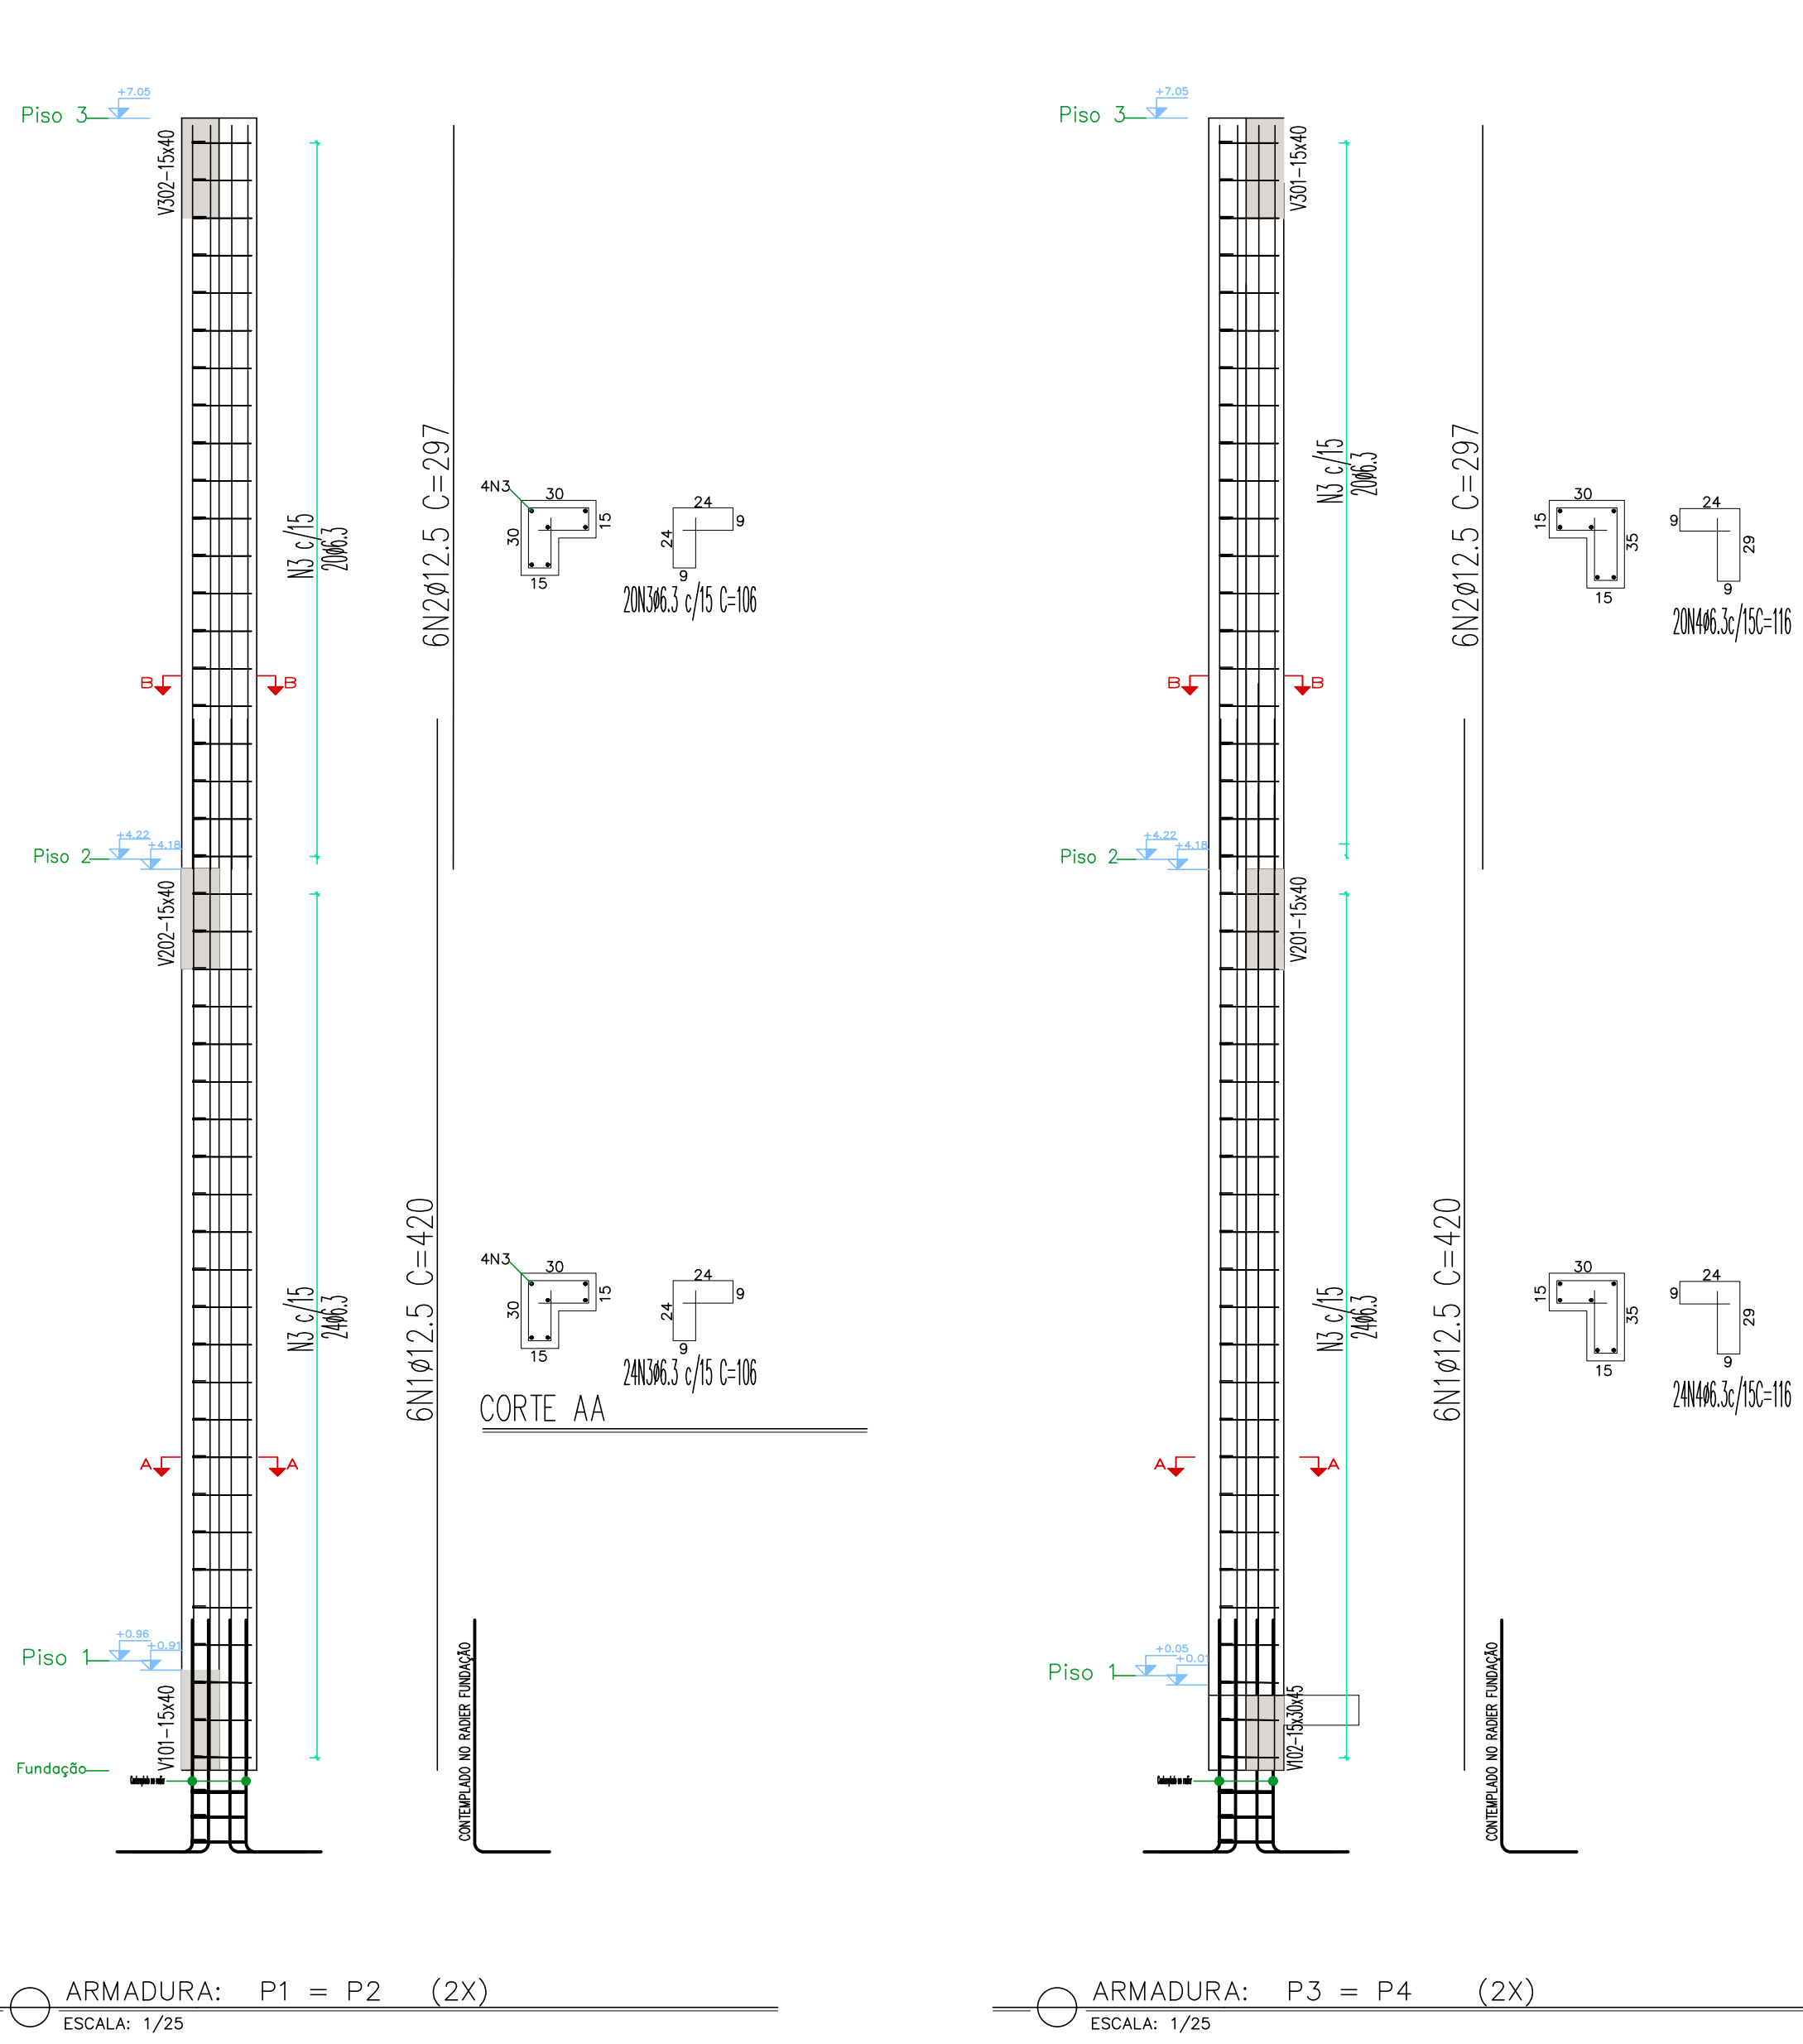 +7.05
Piso 3
V302-15x40
N3 c/15
20ø6.3
6N2ø12.5 C=297
4N3
30
30
15
15
24
9
24
9
20N3ø6.3 c/15 C=106
B
B
+4.22
+4.18
Piso 2
V202-15x40
N3 c/15
24ø6.3
6N1ø12.5 C=420
4N3
30
30
15
15
24
9
24
9
24N3ø6.3 c/15 C=106
CORTE AA
A
A
+0.96
+0.91
Piso 1
V101-15x40
Fundação
CONTEMPLADO NO RADIER FUNDAÇÃO
ARMADURA: P1 = P2 (2X)
ESCALA: 1/25
+7.05
Piso 3
V301-15x40
N3 c/15
20ø6.3
6N2ø12.5 C=297
30
15
35
15
24
9
29
9
20N4ø6.3c/15C=116
B
B
+4.22
+4.18
Piso 2
V201-15x40
N3 c/15
24ø6.3
6N1ø12.5 C=420
30
15
35
15
24
9
29
9
24N4ø6.3c/15C=116
A
A
+0.05
+0.01
Piso 1
V102-15x30x45
CONTEMPLADO NO RADIER FUNDAÇÃO
ARMADURA: P3 = P4 (2X)
ESCALA: 1/25